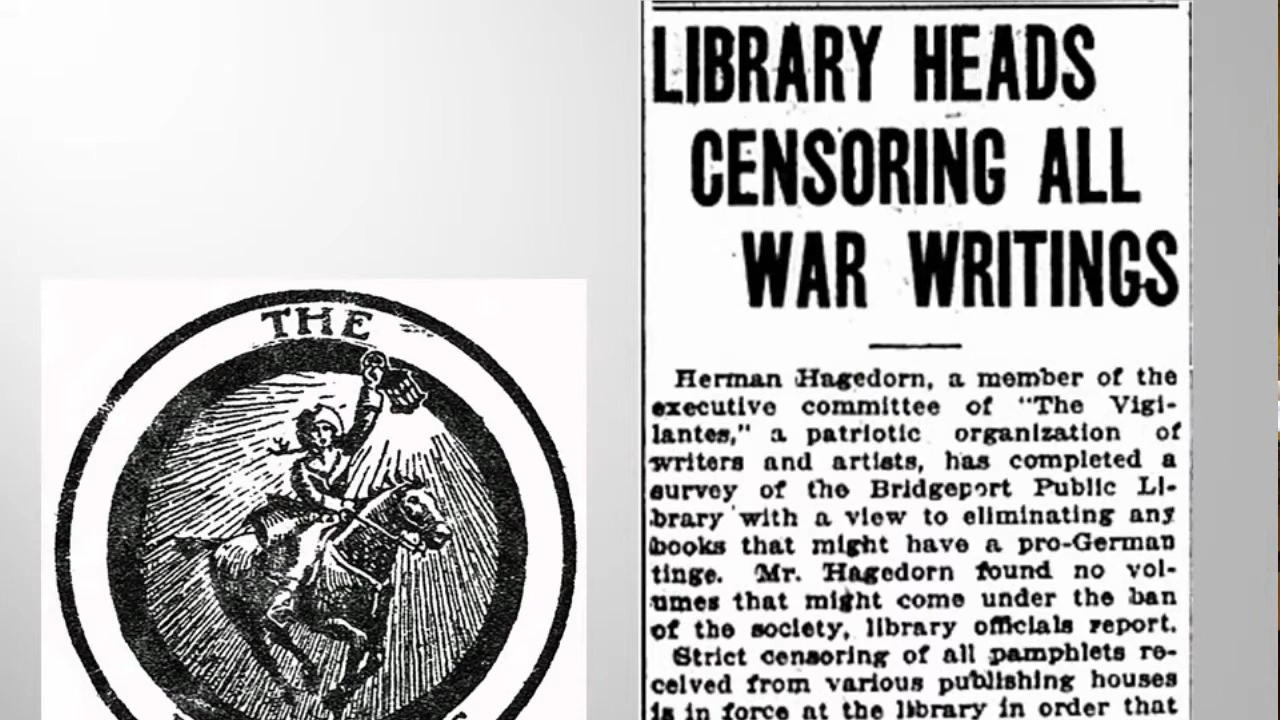 THE
LIBRARY HEADS
CENSORING ALL
WAR WRITINGS
Herman Hagedorn, a member of the
executive committee of "The Vigi-
lantes," a patriotic organization of
writers and artists, has completed a
survey of the Bridgeport Public Li-
brary with a view to eliminating any
books that might have a pro-German
tinge. Mr. Hagedorn found no vol-
umes that might come under the ban
of the society, library officials report.
Strict censoring of all pamphlets re-
ceived from various publishing houses
is in force at the library in order that